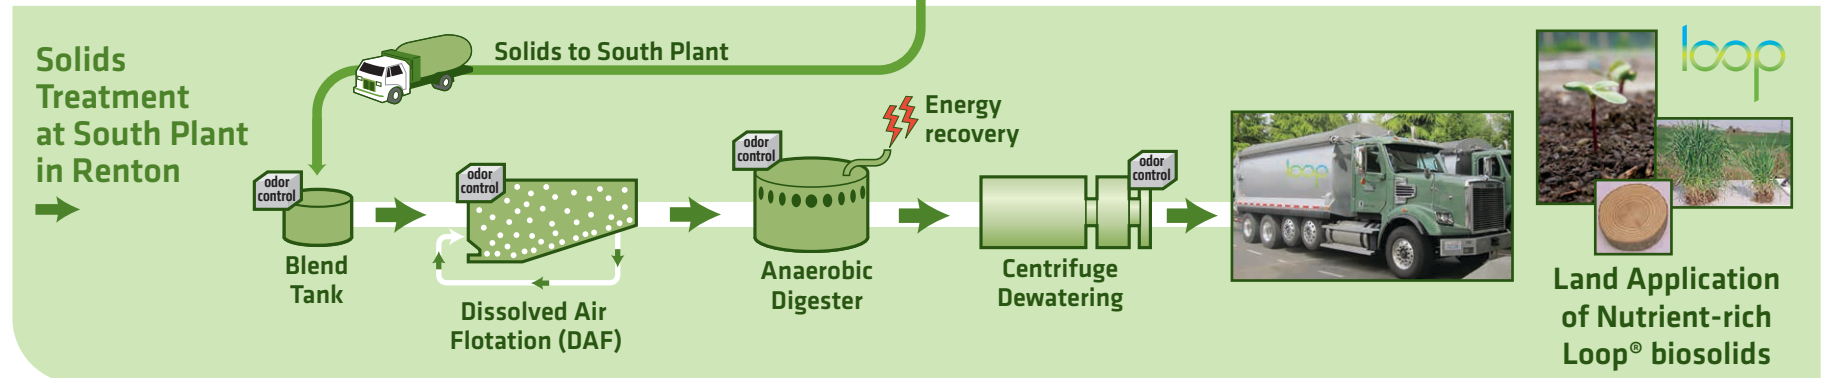 Solids
Treatment
at South Plant
in Renton
Solids to South Plant
odor
control
Blend
Tank
odor
control
Dissolved Air
Flotation (DAF)
odor
control
Energy
recovery
Anaerobic
Digester
odor
control
Centrifuge
Dewatering
loop
loop
Land Application
of Nutrient-rich
Loop® biosolids